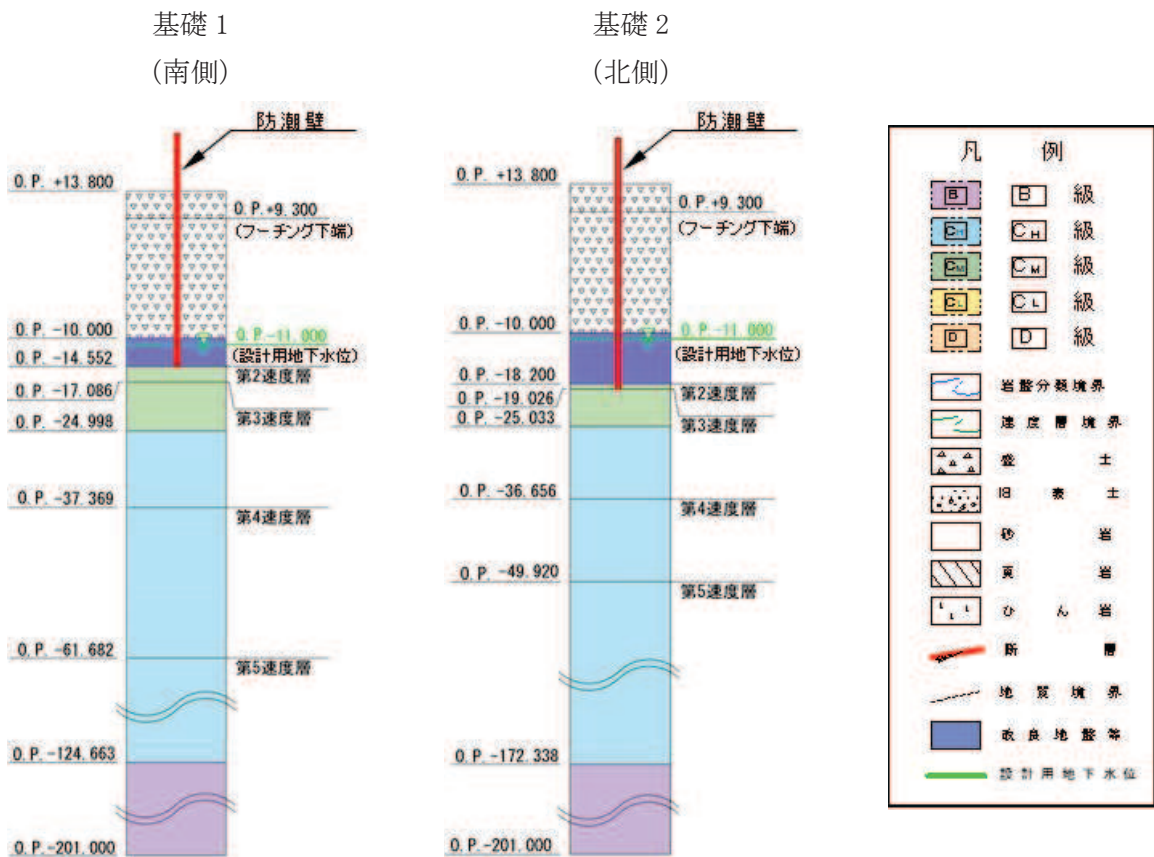 基礎 1
(南側)
防潮壁
O.P. +13.800
O.P.+9.300
(フーチング下端)
O.P. -10.000
O.P.-11.000
(設計用地下水位)
O.P. -14.552
第2速度層
O.P. -17.086
第3速度層
O.P. -24.998
O.P. -37.369
第4速度層
O.P. -61.682
第5速度層
O.P. -124.663
O.P.-201.000
基礎 2
(北側)
防潮壁
O.P. +13.800
O.P.+9.300
(フーチング下端)
O.P. -10.000
O.P.-11.000
(設計用地下水位)
O.P. -18.200
第2速度層
O.P. -19.026
第3速度層
O.P. -25.033
O.P. -36.656
第4速度層
O.P. -49.920
第5速度層
O.P. -172.338
O.P.-201.000
凡 例
B B 級
CH CH 級
CM CM 級
CL CL 級
D D 級
岩盤分類境界
速度層境界
盛土
旧表土
砂岩
頁岩
ひん岩
断層
地質境界
改良地盤等
設計用地下水位